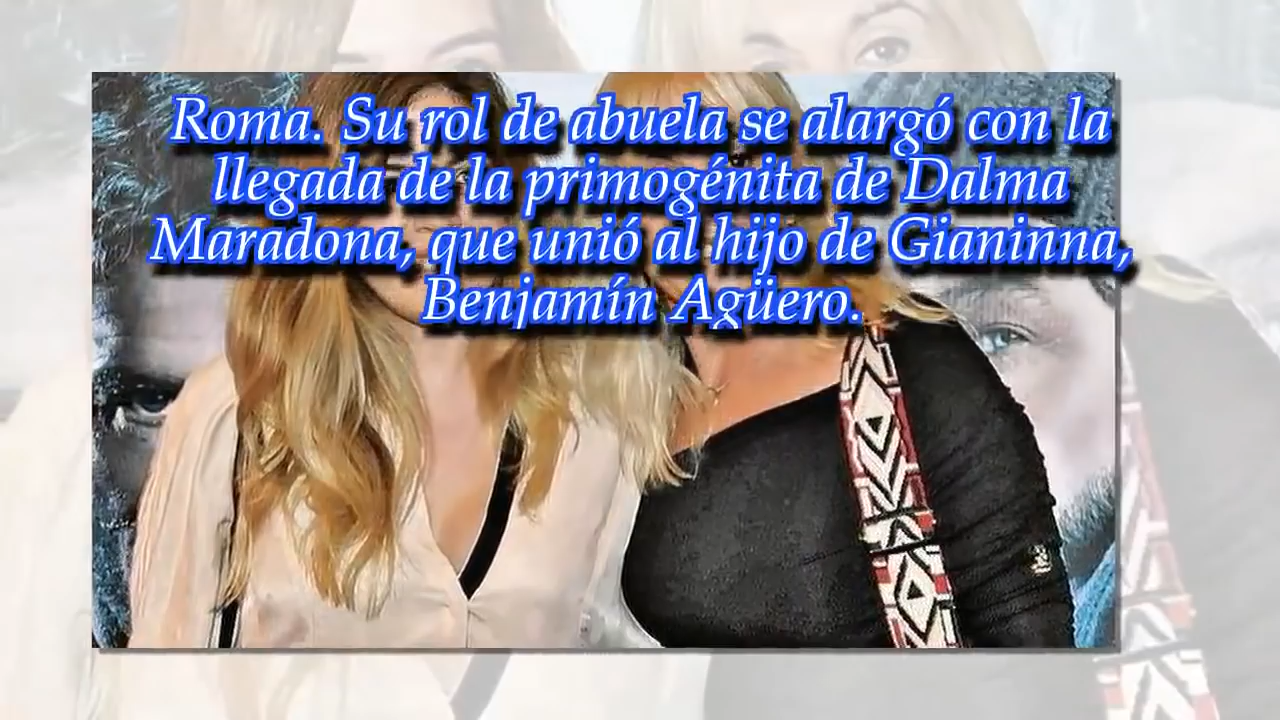 Roma. Su rol de abuela se alargó con la
llegada de la primogénita de Dalma
Maradona, que unió al hijo de Gianinna,
Benjamín Agüero.